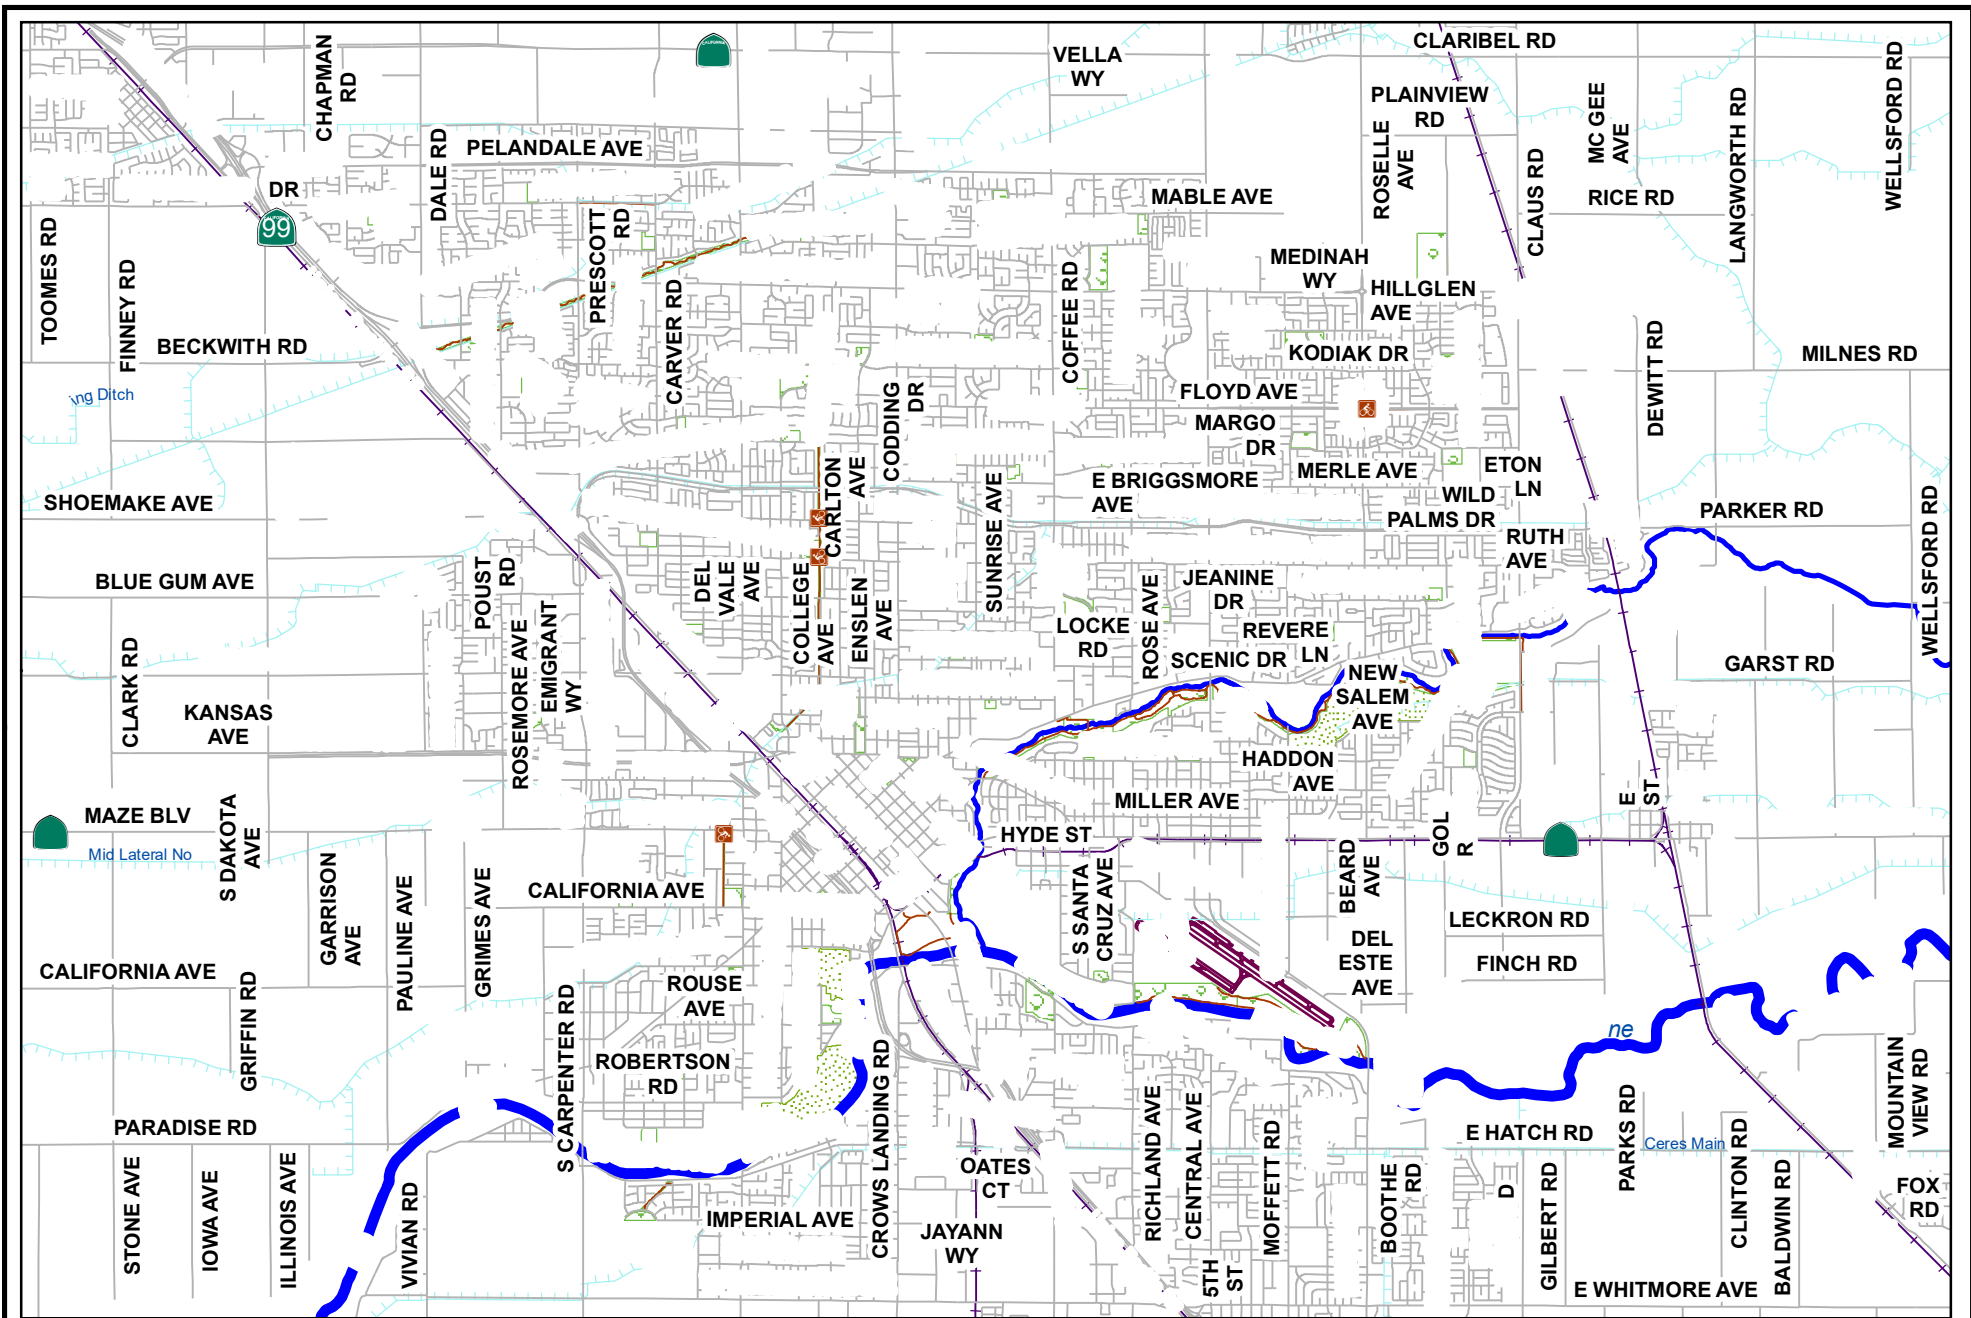 CLARIBEL RD
CHAPMAN
RD
VELLA
WY
WELLSFORD RD
PLAINVIEW
RD
MC GEE
AVE
LANGWORTH RD
PELANDALE AVE
DALE RD
ROSELLE
AVE
CLAUS RD
DR
99
MABLE AVE
RICE RD
TOOMES RD
FINNEY RD
PRESCOTT
RD
CARVER RD
COFFEE RD
MEDINAH
WY
HILLGLEN
AVE
BECKWITH RD
KODIAK DR
DEWITT RD
MILNES RD
ing Ditch
CODDING
DR
FLOYD AVE
MARGO
DR
MERLE AVE
ETON
LN
SHOEMAKE AVE
CARLTON
AVE
SUNRISE AVE
E BRIGGSMORE
AVE
WILD
PALMS DR
PARKER RD
WELLSFORD RD
RUTH
AVE
BLUE GUM AVE
POUST
RD
DEL
VALE
AVE
COLLEGE
AVE
ENSLEN
AVE
JEANINE
DR
ROSE AVE
LOCKE
RD
REVERE
LN
SCENIC DR
CLARK RD
ROSEMORE AVE
EMIGRANT
WY
NEW
SALEM
AVE
GARST RD
KANSAS
AVE
HADDON
AVE
MAZE BLV
S DAKOTA
AVE
MILLER AVE
E
ST
Mid Lateral No
HYDE ST
GOL
R
BEARD
AVE
GARRISON
AVE
PAULINE AVE
GRIMES AVE
CALIFORNIA AVE
S SANTA
CRUZ AVE
LECKRON RD
DEL
ESTE
AVE
FINCH RD
CALIFORNIA AVE
GRIFFIN RD
S CARPENTER RD
ROUSE
AVE
ne
ROBERTSON
RD
CROWS LANDING RD
MOUNTAIN
VIEW RD
PARADISE RD
RICHLAND AVE
CENTRAL AVE
MOFFETT RD
E HATCH RD
PARKS RD
Ceres Main
CLINTON RD
STONE AVE
IOWA AVE
ILLINOIS AVE
VIVIAN RD
OATES
CT
BOOTHE
RD
D
GILBERT RD
BALDWIN RD
FOX
RD
IMPERIAL AVE
JAYANN
WY
5TH
ST
E WHITMORE AVE